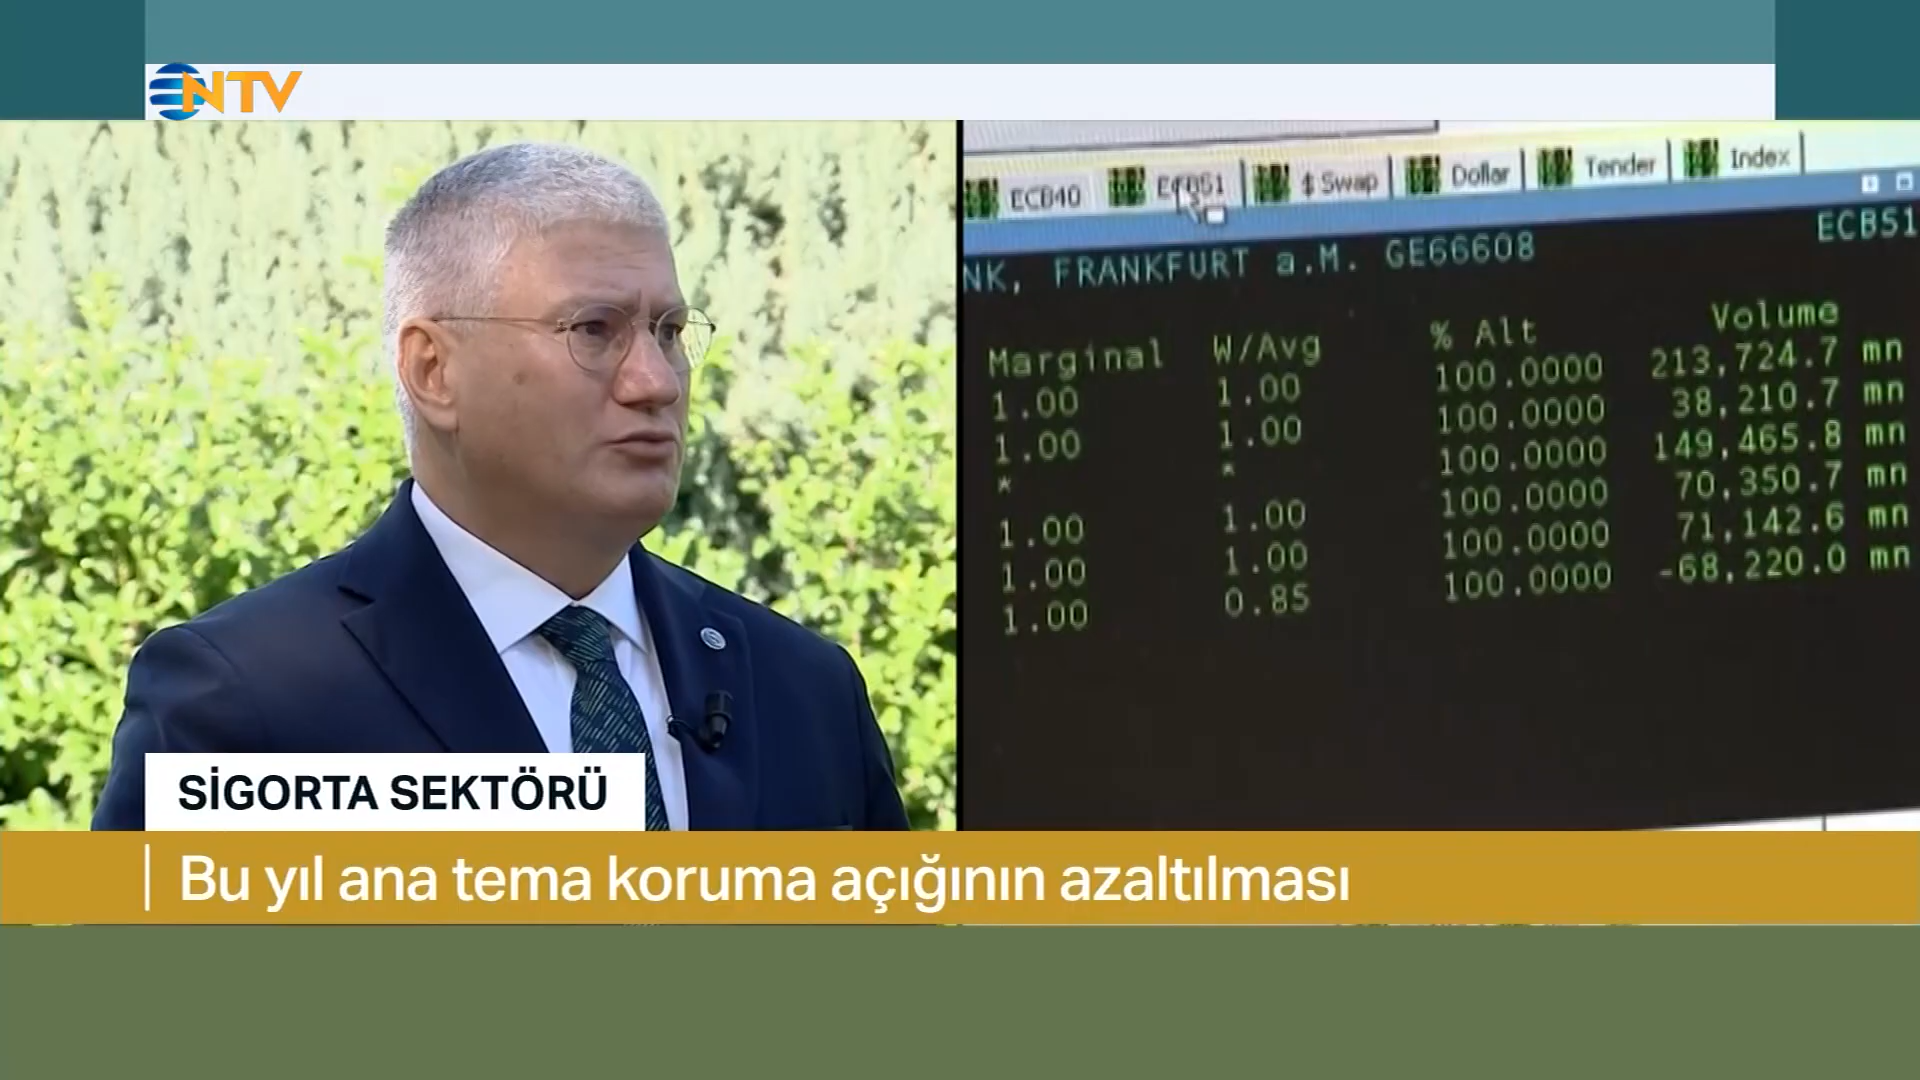 NTV
ECB40 ECB51 $ Swap Dollar Tender Index
NK, FRANKFURT a.M. GE66608 ECB51
Marginal W/Avg % Alt Volume
1.00 1.00 100.0000 213,724.7 mn
1.00 1.00 100.0000 38,210.7 mn
* * 100.0000 149,465.8 mn
1.00 1.00 100.0000 70,350.7 mn
1.00 1.00 100.0000 71,142.6 mn
1.00 0.85 100.0000 -68,220.0 mn
SİGORTA SEKTÖRÜ
Bu yıl ana tema koruma açığının azaltılması